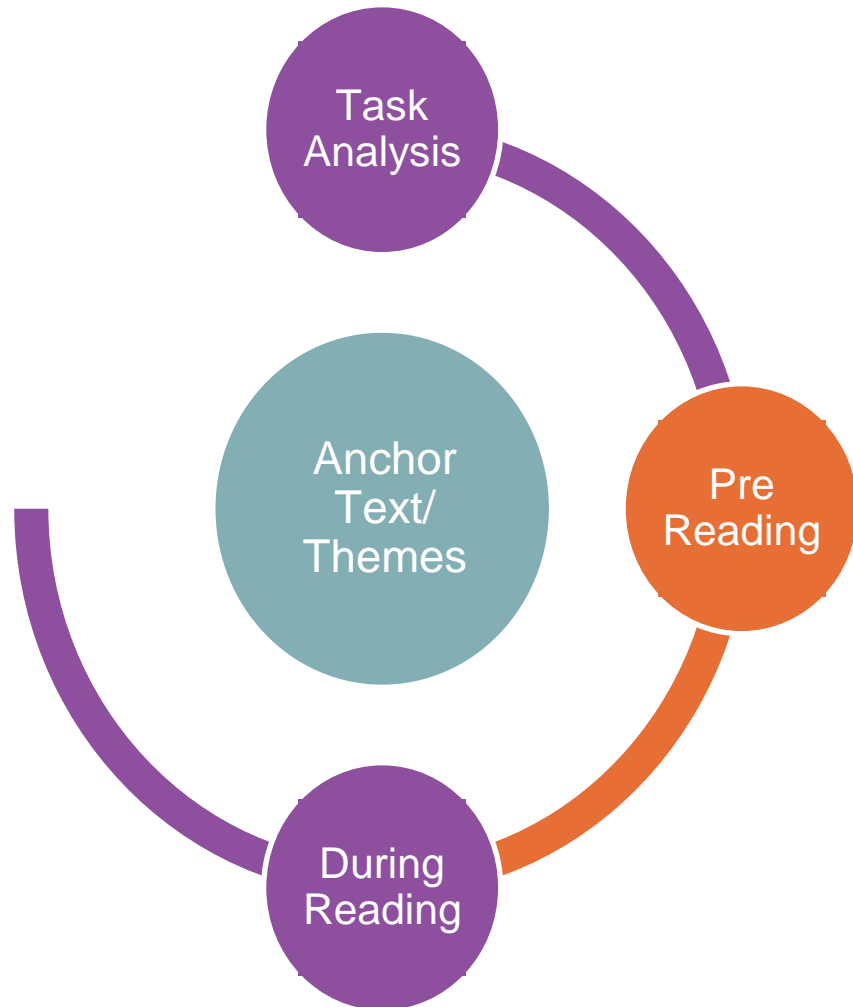 Task
Analysis
Anchor
Text/
Themes
Pre
Reading
During
Reading